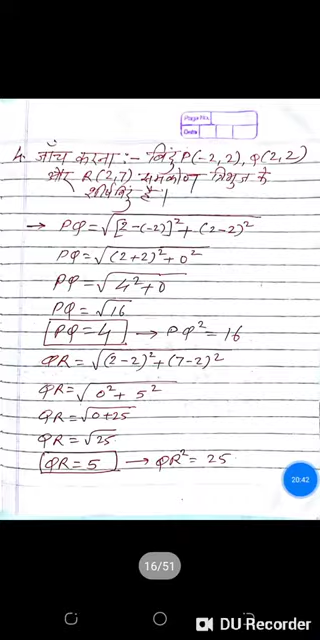 Page No.
Date
4. जाँच करना :- बिंदु P(-2,2), Q(2,2)
और R(2,7) समकोण त्रिभुज के
शीर्ष बिंदु है।
→ PQ = √[2-(-2)]² + (2-2)²
PQ = √(2+2)² + 0²
PQ = √4² + 0
PQ = √16
PQ = 4 → PQ² = 16
QR = √(2-2)² + (7-2)²
QR = √0² + 5²
QR = √0+25
QR = √25
QR = 5 → QR² = 25
20:42
16/51
DU Recorder